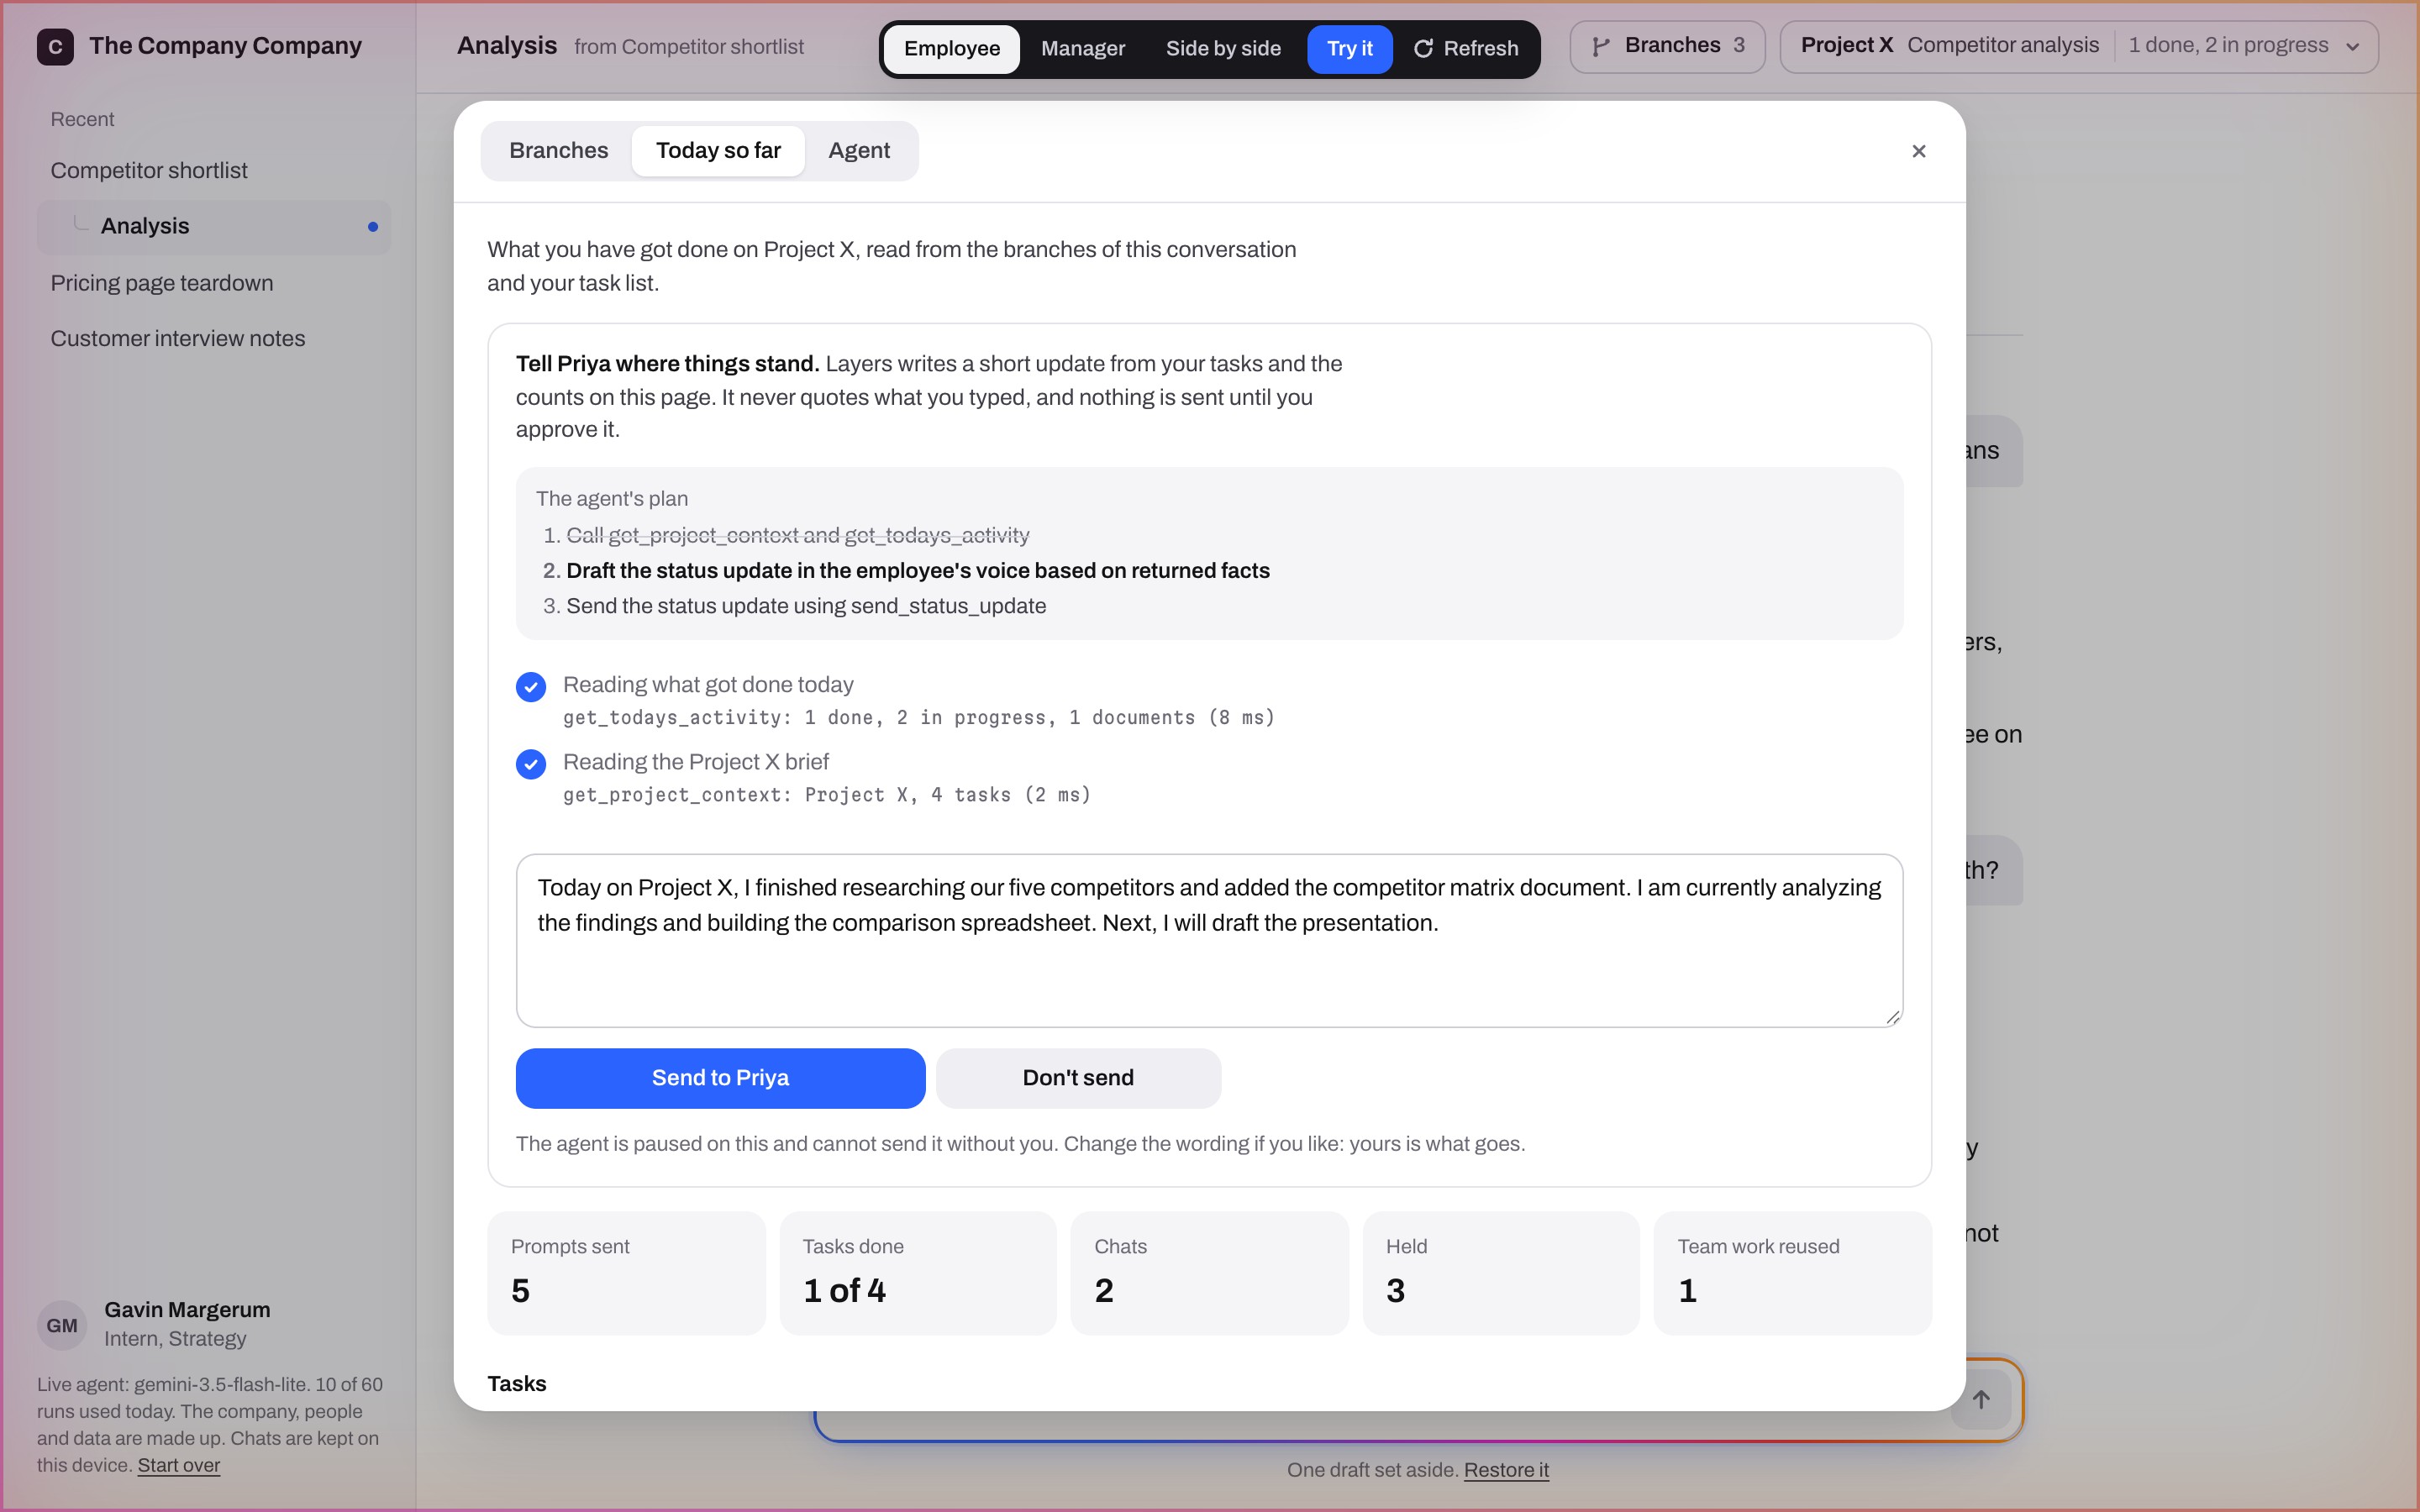 C The Company Company
Analysis from Competitor shortlist
Employee Manager Side by side Try it Refresh
Branches 3
Project X Competitor analysis 1 done, 2 in progress
Recent
Competitor shortlist
Analysis
Pricing page teardown
Customer interview notes
Branches Today so far Agent
What you have got done on Project X, read from the branches of this conversation
and your task list.
Tell Priya where things stand. Layers writes a short update from your tasks and the
counts on this page. It never quotes what you typed, and nothing is sent until you
approve it.
The agent's plan
1. Call get_project_context and get_todays_activity
2. Draft the status update in the employee's voice based on returned facts
3. Send the status update using send_status_update
Reading what got done today
get_todays_activity: 1 done, 2 in progress, 1 documents (8 ms)
Reading the Project X brief
get_project_context: Project X, 4 tasks (2 ms)
Today on Project X, I finished researching our five competitors and added the competitor matrix document. I am currently analyzing
the findings and building the comparison spreadsheet. Next, I will draft the presentation.
Send to Priya Don't send
The agent is paused on this and cannot send it without you. Change the wording if you like: yours is what goes.
Prompts sent
5
Tasks done
1 of 4
Chats
2
Held
3
Team work reused
1
Tasks
ee on
not
GM
Gavin Margerum
Intern, Strategy
Live agent: gemini-3.5-flash-lite. 10 of 60
runs used today. The company, people
and data are made up. Chats are kept on
this device. Start over
One draft set aside. Restore it